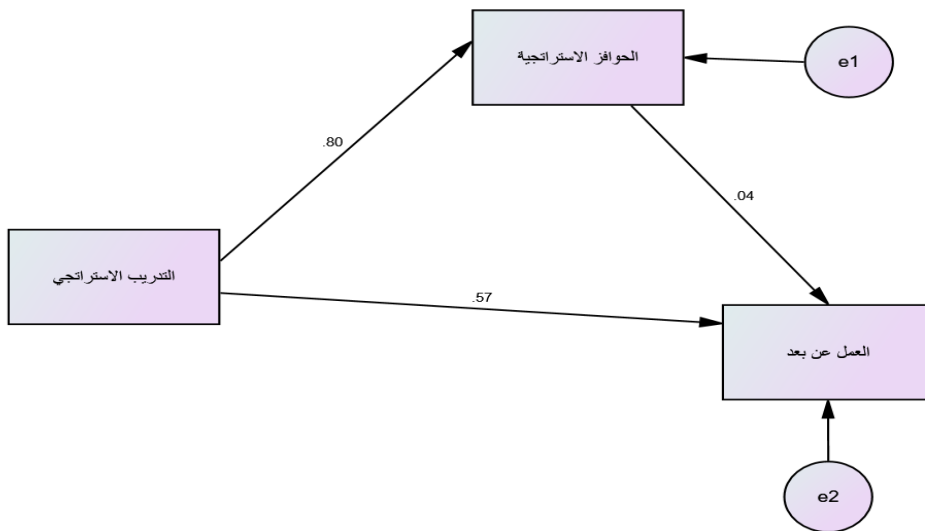 الحوافز الاستراتجية
e1
.80
.04
التدريب الاستراتجي
.57
العمل عن بعد
e2